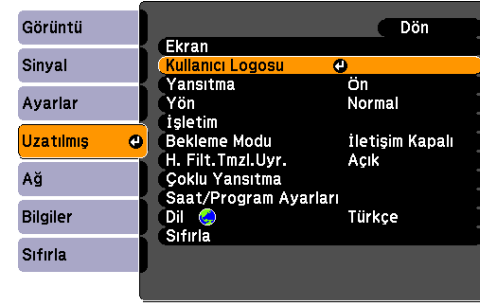 Görüntü
Sinyal
Ayarlar
Uzatılmış
Ağ
Bilgiler
Sıfırla
Dön
Ekran
Kullanıcı Logosu
Yansıtma Ön
Yön Normal
İşletim
Bekleme Modu İletişim Kapalı
H. Filt.Tmzl.Uyr. Açık
Çoklu Yansıtma
Saat/Program Ayarları
Dil Türkçe
Sıfırla